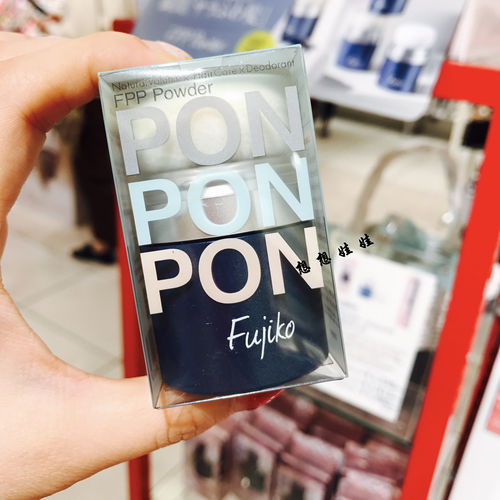 Natural Volume × Hair Care × Deodorant
FPP Powder
PON
PON
PON
想想娃娃
Fujiko